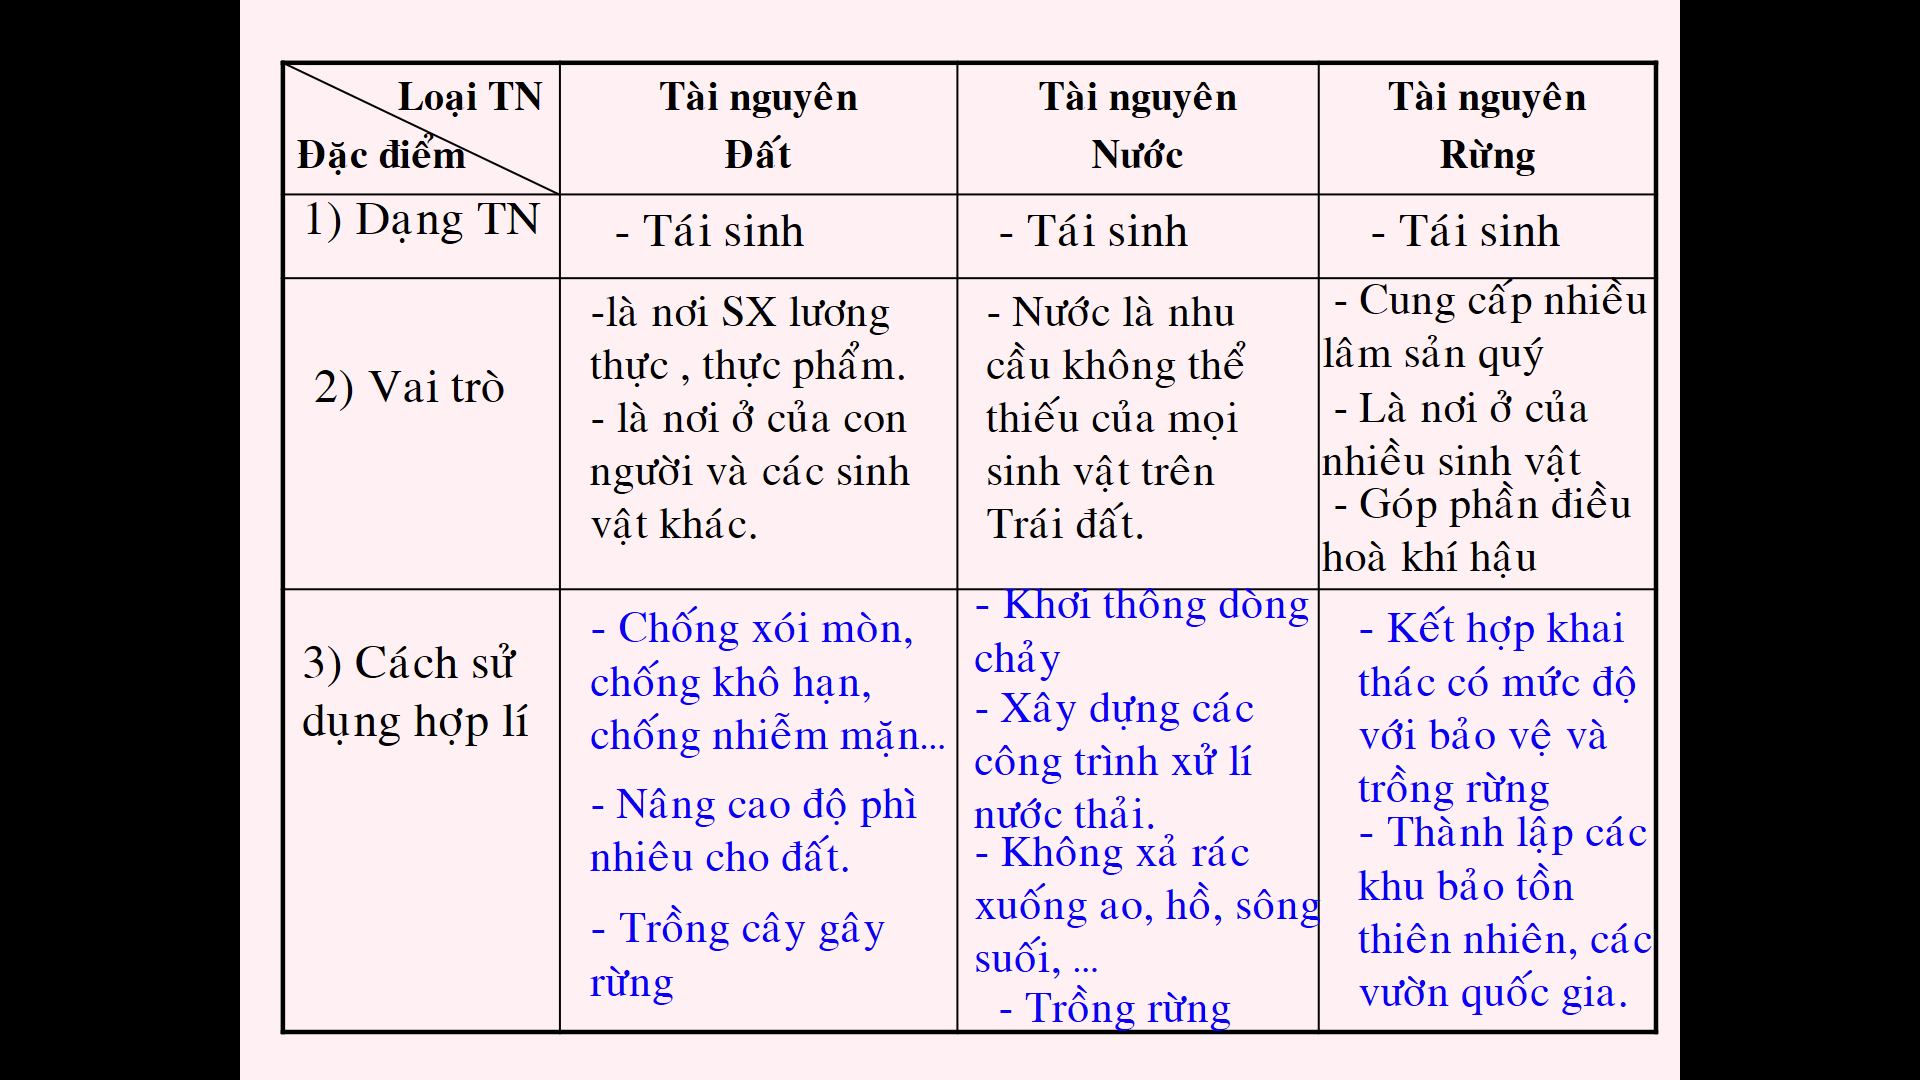 Loại TN
Đặc điểm
Tài nguyên
Đất
Tài nguyên
Nước
Tài nguyên
Rừng
1) Dạng TN
- Tái sinh
- Tái sinh
- Tái sinh
2) Vai trò
-là nơi SX lương
thực , thực phẩm.
- là nơi ở của con
người và các sinh
vật khác.
- Nước là nhu
cầu không thể
thiếu của mọi
sinh vật trên
Trái đất.
- Cung cấp nhiều
lâm sản quý
- Là nơi ở của
nhiều sinh vật
- Góp phần điều
hoà khí hậu
3) Cách sử
dụng hợp lí
- Chống xói mòn,
chống khô hạn,
chống nhiễm mặn...
- Nâng cao độ phì
nhiêu cho đất.
- Trồng cây gây
rừng
- Khơi thông dòng
chảy
- Xây dựng các
công trình xử lí
nước thải.
- Không xả rác
xuống ao, hồ, sông
suối, ...
- Trồng rừng
- Kết hợp khai
thác có mức độ
với bảo vệ và
trồng rừng
- Thành lập các
khu bảo tồn
thiên nhiên, các
vườn quốc gia.